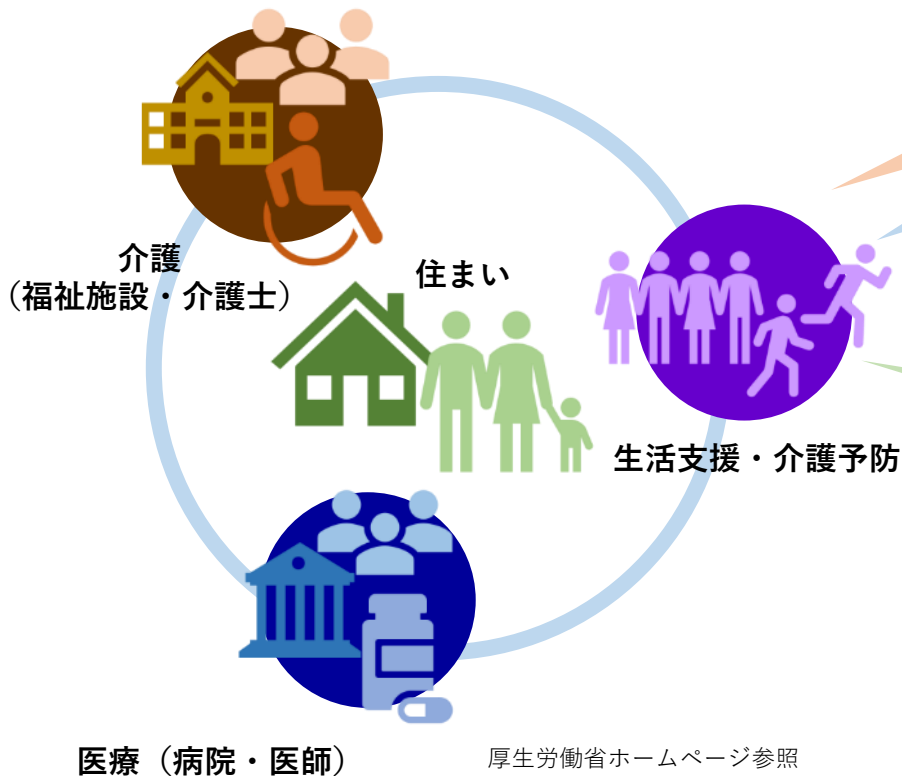 介護
（福祉施設・介護士）
住まい
生活支援・介護予防
医療（病院・医師）
厚生労働省ホームページ参照